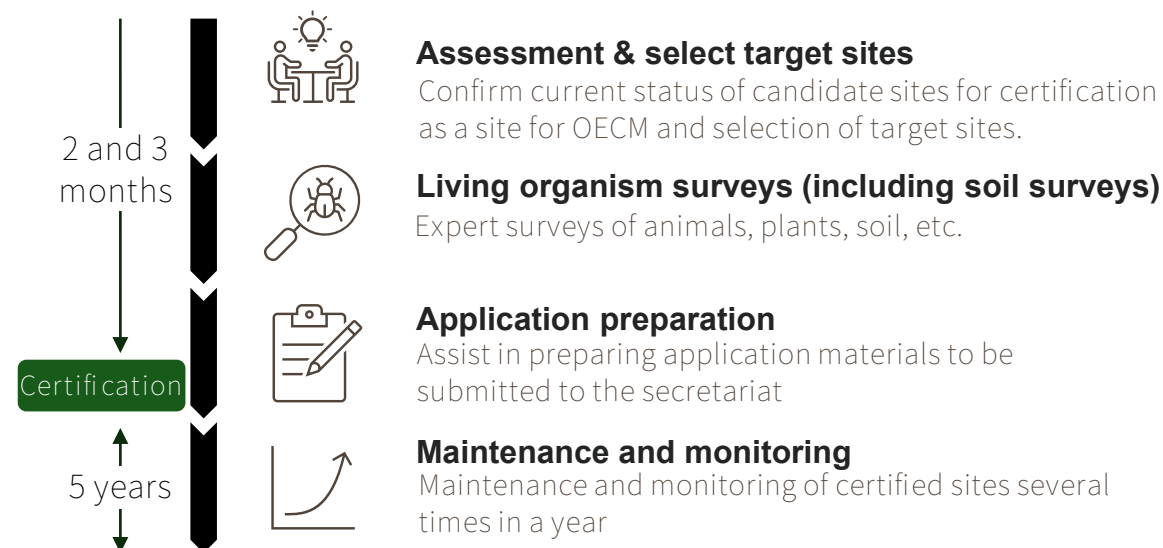 2 and 3
months
Certification
5 years
Assessment & select target sites
Confirm current status of candidate sites for certification
as a site for OECM and selection of target sites.
Living organism surveys (including soil surveys)
Expert surveys of animals, plants, soil, etc.
Application preparation
Assist in preparing application materials to be
submitted to the secretariat
Maintenance and monitoring
Maintenance and monitoring of certified sites several
times in a year